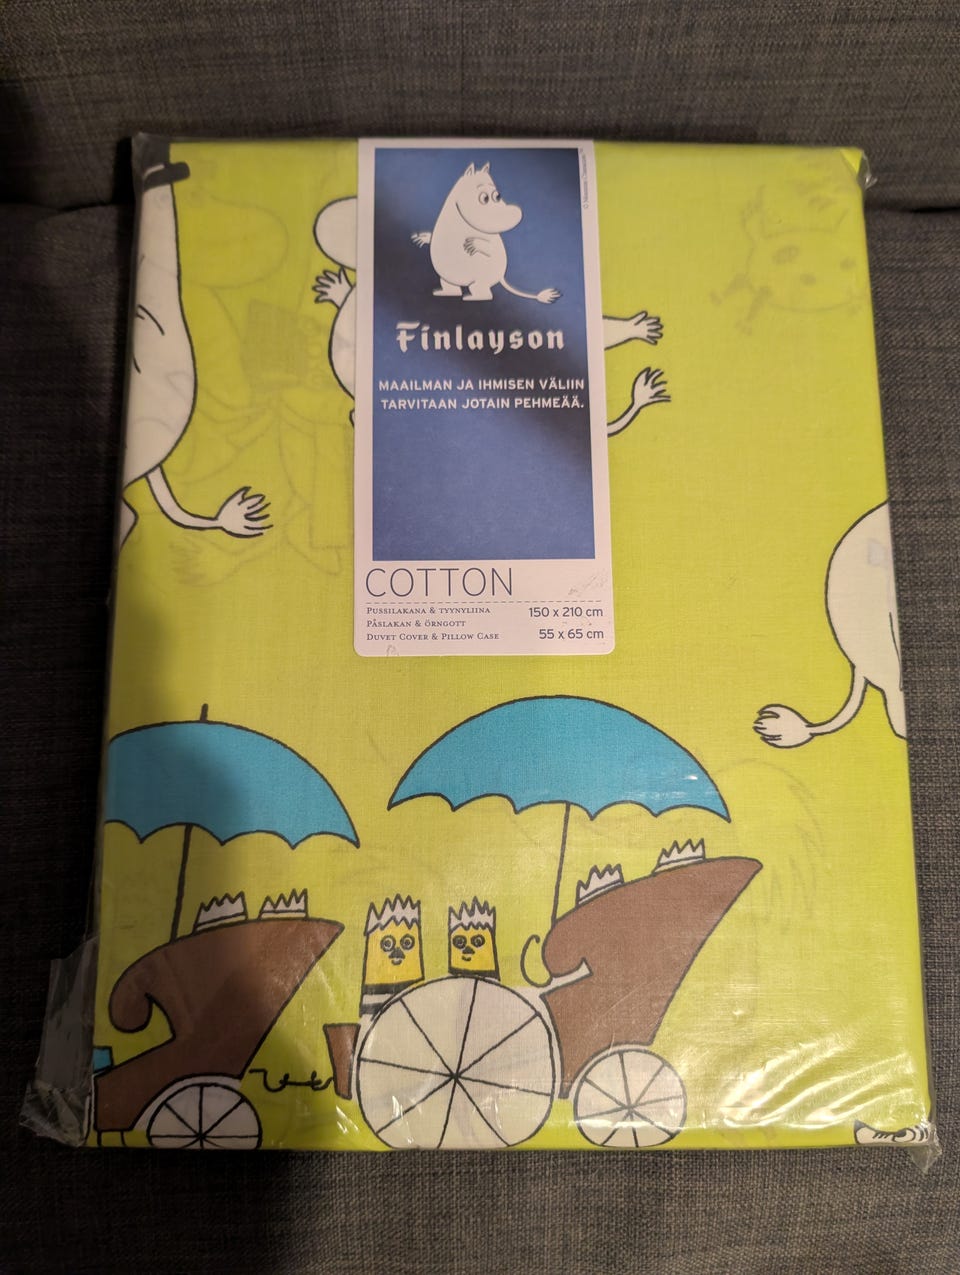 Finlayson
MAAILMAN JA IHMISEN VÄLIIN
TARVITAAN JOTAIN PEHMEÄÄ.
COTTON
PUSSILAKANA & TYYNYLIINA 150 x 210 cm
PÅSLAKAN & ÖRNGOTT
DUVET COVER & PILLOW CASE 55 x 65 cm